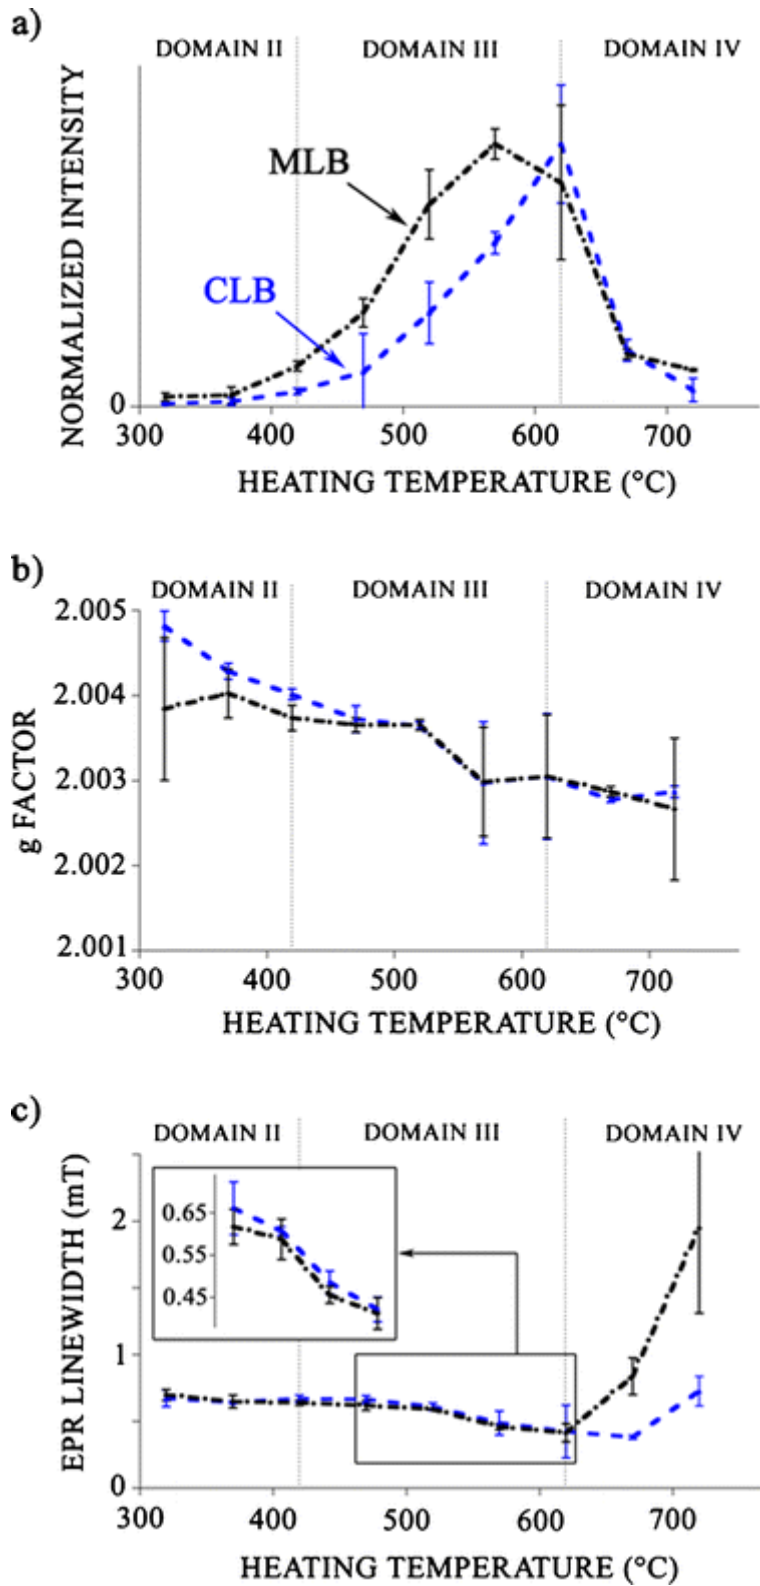 a)
DOMAIN II DOMAIN III DOMAIN IV
NORMALIZED INTENSITY
MLB
CLB
0
300 400 500 600 700
HEATING TEMPERATURE (°C)
b)
DOMAIN II DOMAIN III DOMAIN IV
2.005
2.004
2.003
2.002
2.001
g FACTOR
300 400 500 600 700
HEATING TEMPERATURE (°C)
c)
DOMAIN II DOMAIN III DOMAIN IV
EPR LINEWIDTH (mT)
2
1
0
0.65
0.55
0.45
300 400 500 600 700
HEATING TEMPERATURE (°C)